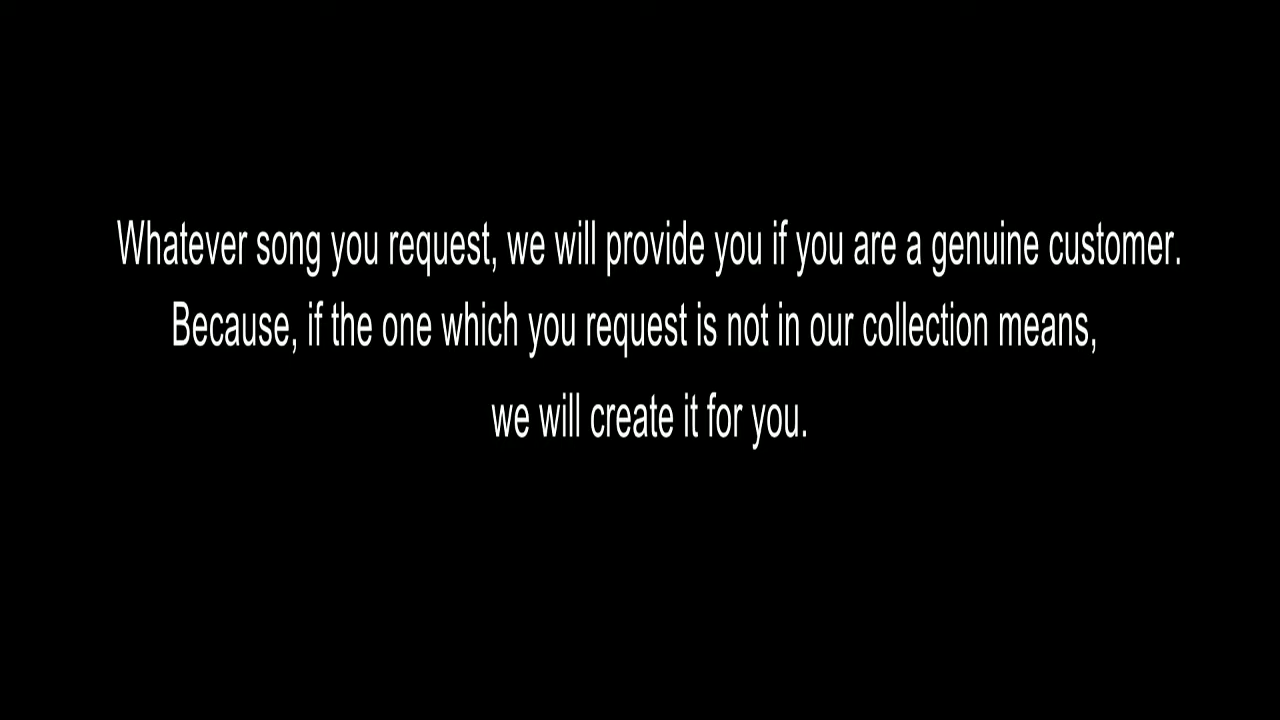 Whatever song you request, we will provide you if you are a genuine customer.
Because, if the one which you request is not in our collection means,
we will create it for you.